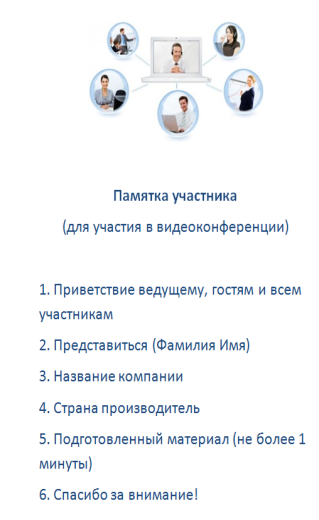 Памятка участника
(для участия в видеоконференции)
1. Приветствие ведущему, гостям и всем
участникам
2. Представиться (Фамилия Имя)
3. Название компании
4. Страна производитель
5. Подготовленный материал (не более 1
минуты)
6. Спасибо за внимание!